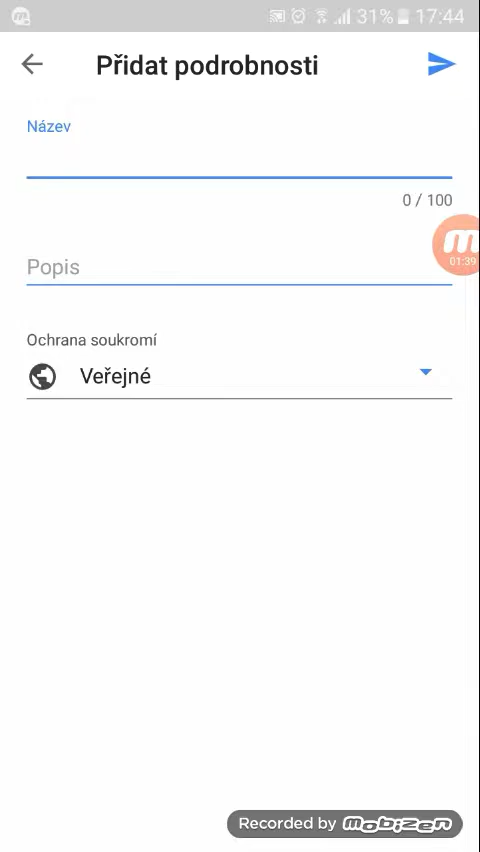 31% 17:44
Přidat podrobnosti
Název
0 / 100
m
01:39
Popis
Ochrana soukromí
Veřejné
Recorded by mobizen